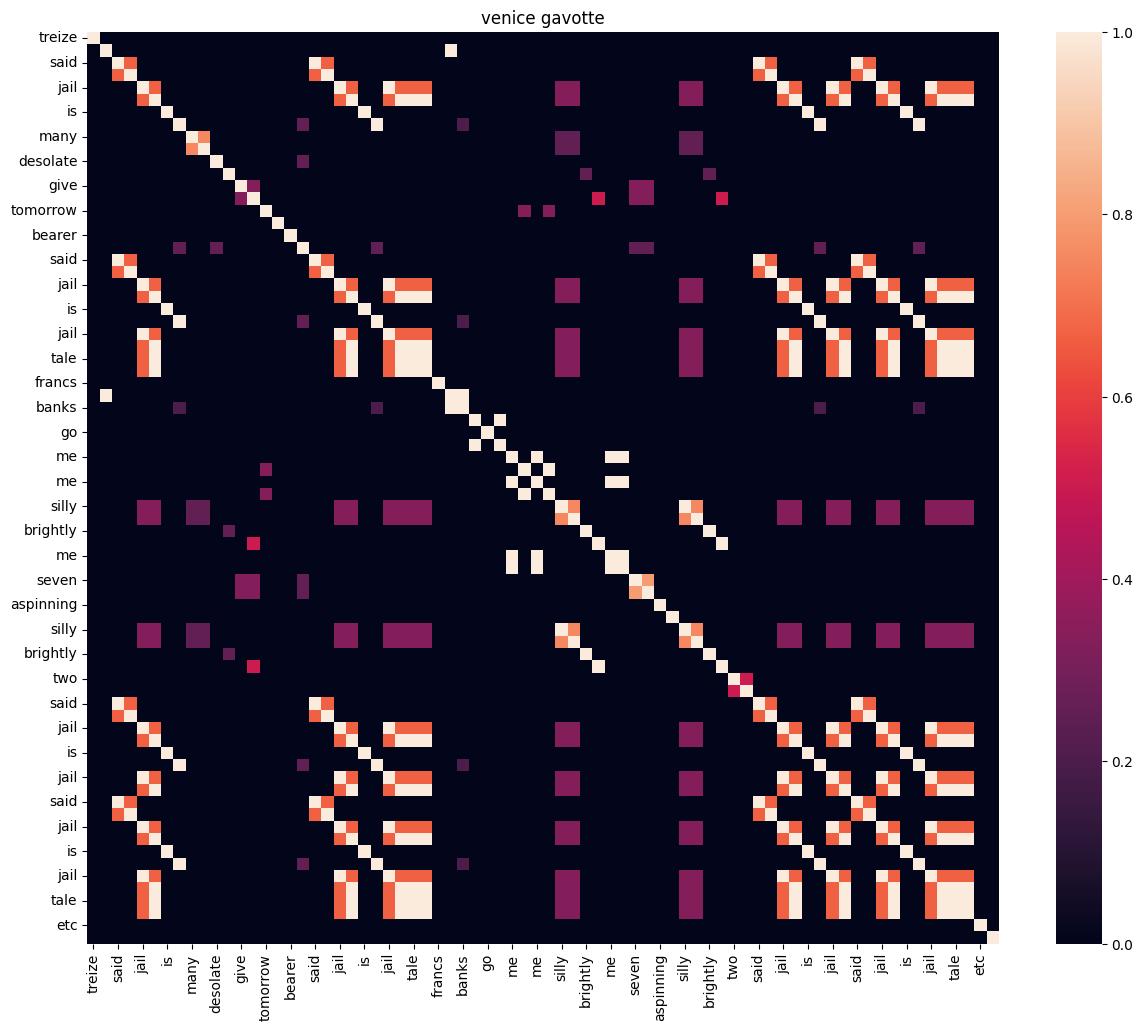 venice gavotte
treize
said
jail
is
many
desolate
give
tomorrow
bearer
said
jail
is
jail
tale
francs
banks
go
me
me
silly
brightly
me
seven
aspinning
silly
brightly
two
said
jail
is
jail
said
jail
is
jail
tale
etc
treize said jail is many desolate give tomorrow bearer said jail is jail tale francs banks go me me silly brightly me seven aspinning silly brightly two said jail is jail said jail is jail tale etc
1.0
0.8
0.6
0.4
0.2
0.0